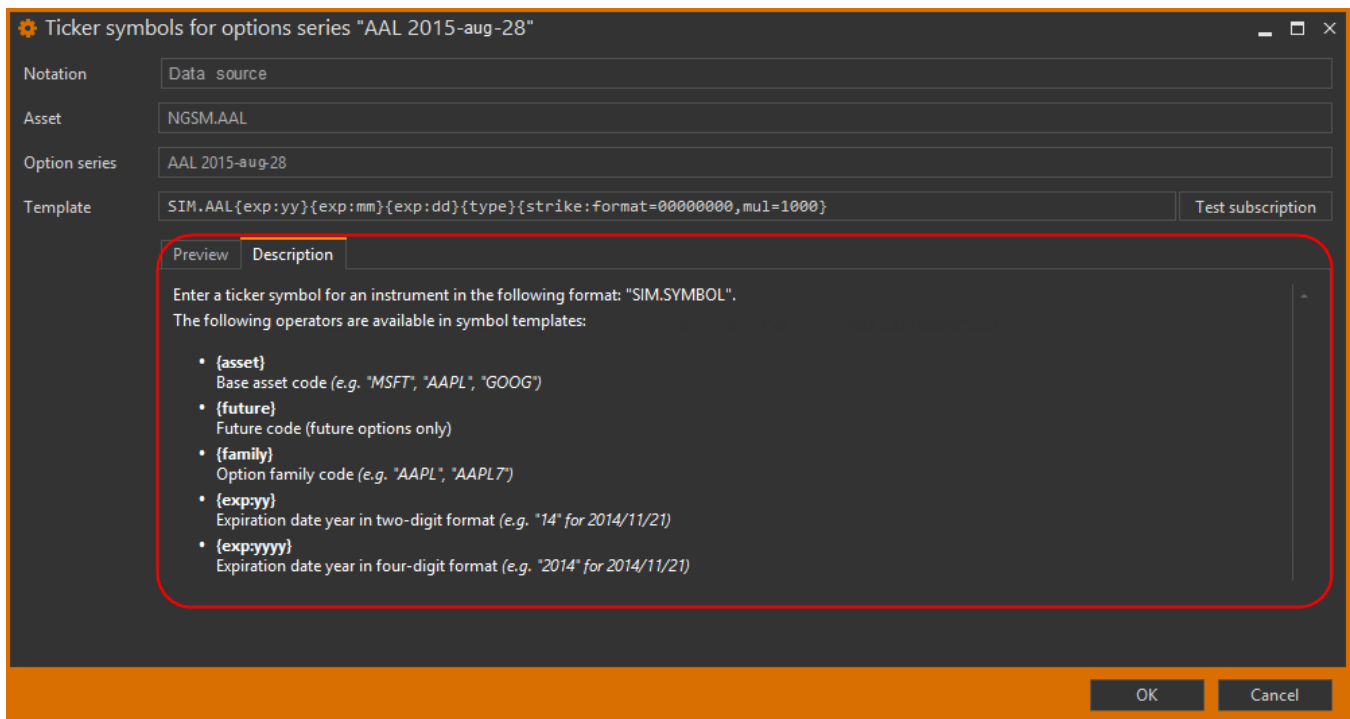 Ticker symbols for options series "AAL 2015-aug-28"
Notation
Data source
Asset
NGSM.AAL
Option series
AAL 2015-aug-28
Template
SIM.AAL{exp:yy}{exp:mm}{exp:dd}{type}{strike:format=00000000,mul=1000}
Test subscription
Preview
Description
Enter a ticker symbol for an instrument in the following format: "SIM.SYMBOL".
The following operators are available in symbol templates:
• {asset}
Base asset code (e.g. "MSFT", "AAPL", "GOOG")
• {future}
Future code (future options only)
• {family}
Option family code (e.g. "AAPL", "AAPL7")
• {exp:yy}
Expiration date year in two-digit format (e.g. "14" for 2014/11/21)
• {exp:yyyy}
Expiration date year in four-digit format (e.g. "2014" for 2014/11/21)
OK
Cancel